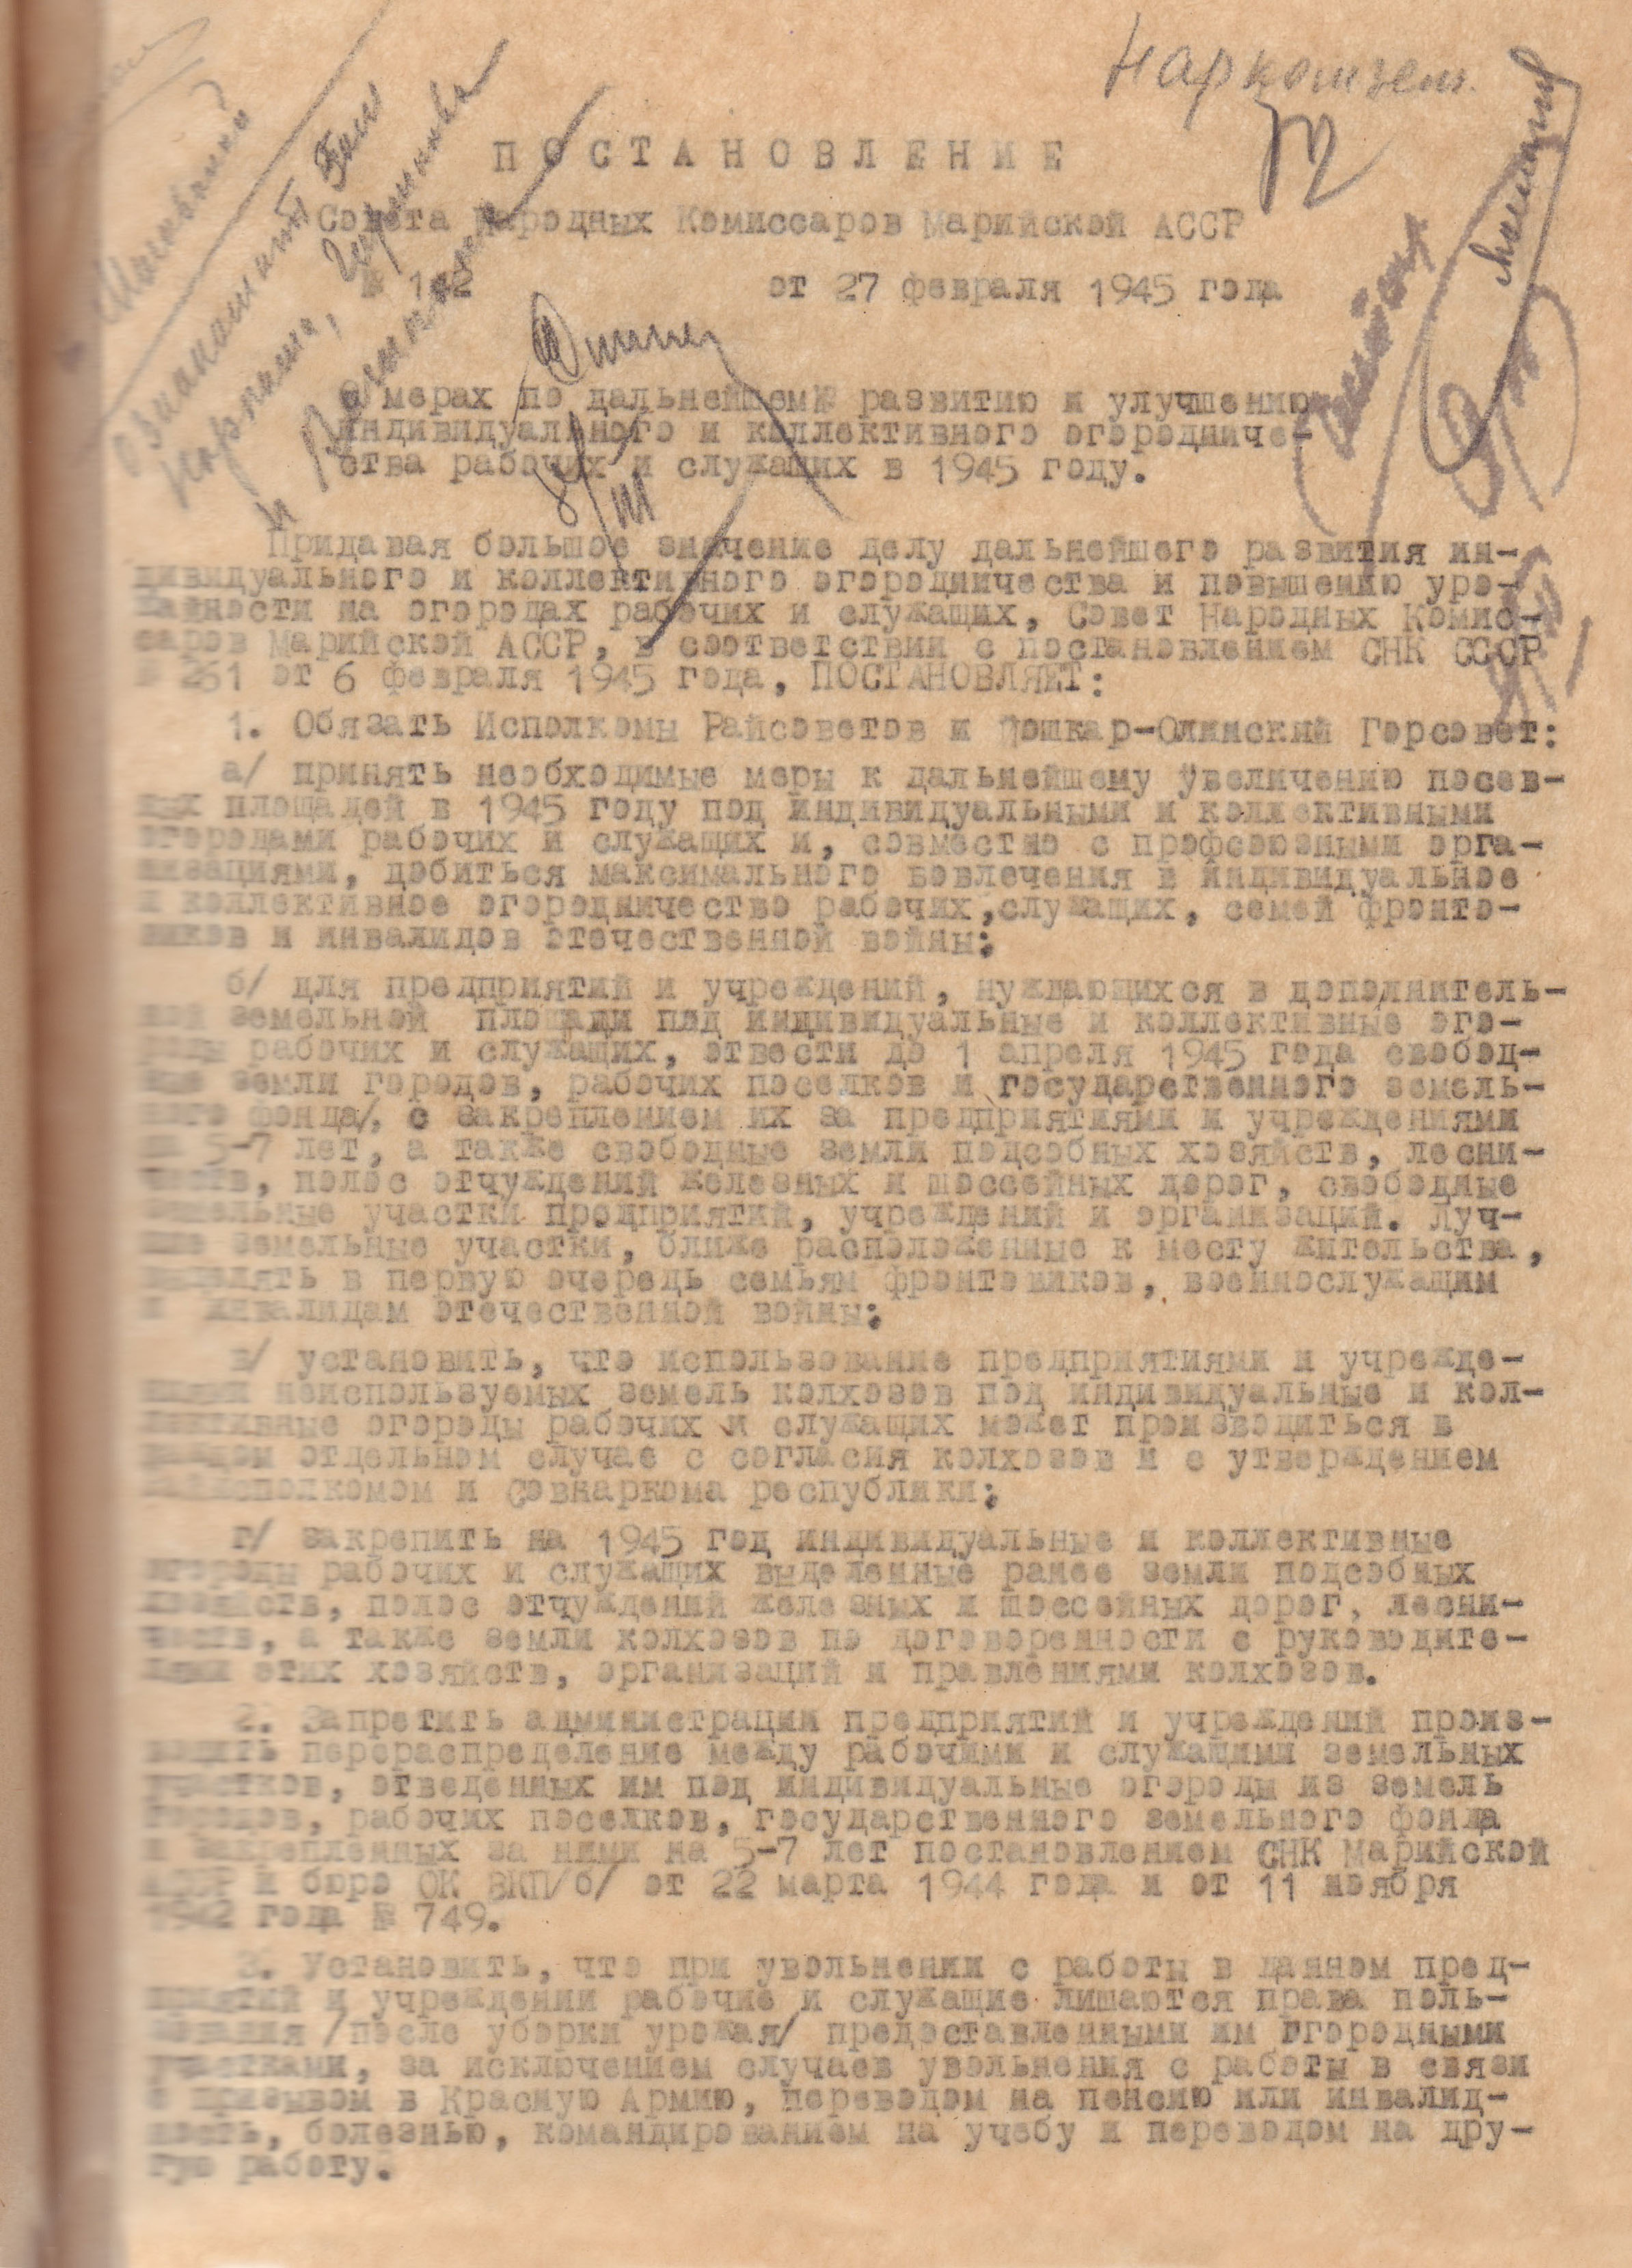 ПОСТАНОВЛЕНИЕ
Совета Народных Комиссаров Марийской АССР
№ 142 от 27 февраля 1945 года
О мерах по дальнейшему развитию и улучшению
индивидуального и коллективного огородниче-
ства рабочих и служащих в 1945 году.
Придавая большое значение делу дальнейшего развития ин-
дивидуального и коллективного огородничества и повышению уро-
жайности на огородах рабочих и служащих, Совет Народных Комис-
саров Марийской АССР, в соответствии с постановлением СНК СССР
261 от 6 февраля 1945 года, ПОСТАНОВЛЯЕТ:
1. Обязать Исполкомы Райсоветов и Йошкар-Олинский Горсовет:
а/ принять необходимые меры к дальнейшему увеличению посев-
ных площадей в 1945 году под индивидуальными и коллективными
огородами рабочих и служащих и, совместно с профсоюзными орга-
низациями, добиться максимального вовлечения в индивидуальное
и коллективное огородничество рабочих,служащих, семей фронто-
виков и инвалидов отечественной войны;
б/ для предприятий и учреждений, нуждающихся в дополнитель-
ной земельной площади под индивидуальные и коллективные ого-
роды рабочих и служащих, отвести до 1 апреля 1945 года свобод-
ные земли городов, рабочих поселков и государственного земель-
ного фонда/, с закреплением их за предприятиями и учреждениями
на 5-7 лет, а также свободные земли подсобных хозяйств, лесни-
честв, полос отчуждений железных и шоссейных дорог, свободные
земельные участки предприятий, учреждений и организаций. Луч-
шие земельные участки, ближе расположенные к месту жительства,
выделять в первую очередь семьям фронтовиков, военнослужащим
и инвалидам отечественной войны;
в/ установить, что использование предприятиями и учрежде-
ниями неиспользуемых земель колхозов под индивидуальные и кол-
лективные огороды рабочих и служащих может производиться в
каждом отдельном случае с согласия колхозов и с утверждением
райисполкомом и Совнаркома республики;
г/ закрепить на 1945 год индивидуальные и коллективные
огороды рабочих и служащих выделенные ранее земли подсобных
хозяйств, полос отчуждений железных и шоссейных дорог, лесни-
честв, а также земли колхозов по договоренности с руководите-
лями этих хозяйств, организаций и правлениями колхозов.
2. Запретить администрации предприятий и учреждений произ-
водить перераспределение между рабочими и служащими земельных
участков, отведенных им под индивидуальные огороды из земель
городов, рабочих поселков, государственного земельного фонда
и закрепленных за ними на 5-7 лет постановлением СНК Марийской
АССР и бюро ОК ВКП/б/ от 22 марта 1944 года и от 11 ноября
1942 года № 749.
3. Установить, что при увольнении с работы в данном пред-
приятий и учреждении рабочие и служащие лишаются права поль-
зования /после уборки урожая/ предоставленными им огородными
участками, за исключением случаев увольнения с работы в связи
с призывом в Красную Армию, переводом на пенсию или инвалид-
ность, болезнью, командированием на учебу и переводом на дру-
гую работу.